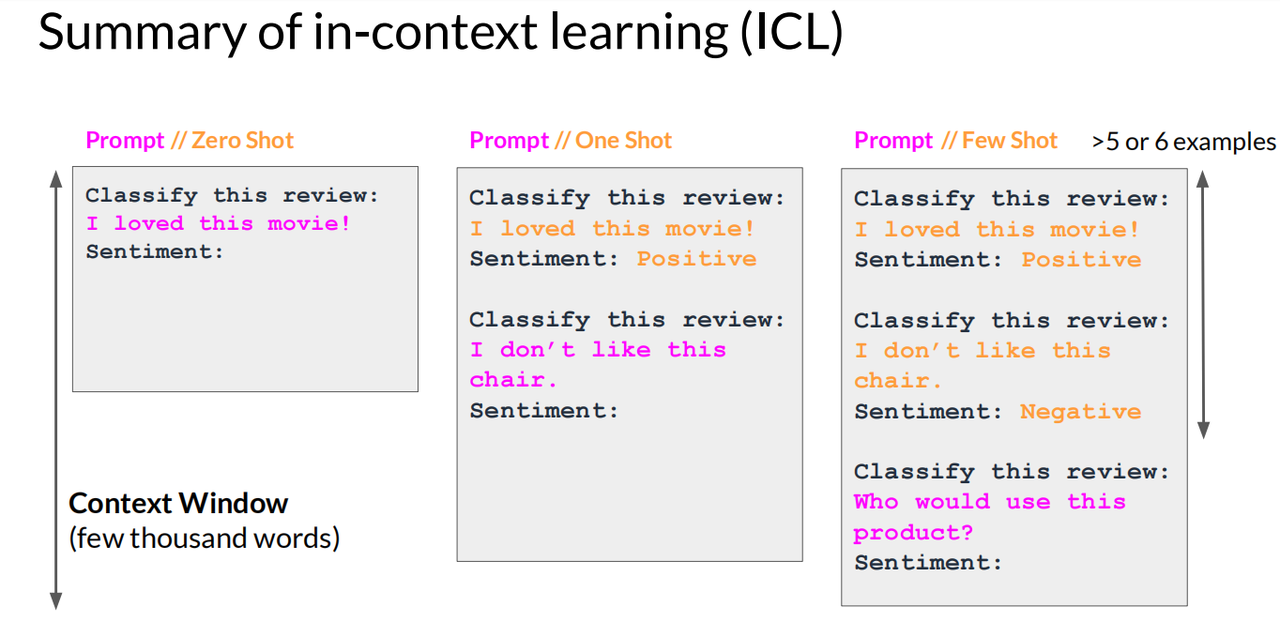 Summary of in-context learning (ICL)
Prompt // Zero Shot
Classify this review:
I loved this movie!
Sentiment:
Context Window
(few thousand words)
Prompt // One Shot
Classify this review:
I loved this movie!
Sentiment: Positive
Classify this review:
I don’t like this
chair.
Sentiment:
Prompt // Few Shot
>5 or 6 examples
Classify this review:
I loved this movie!
Sentiment: Positive
Classify this review:
I don’t like this
chair.
Sentiment: Negative
Classify this review:
Who would use this
product?
Sentiment: